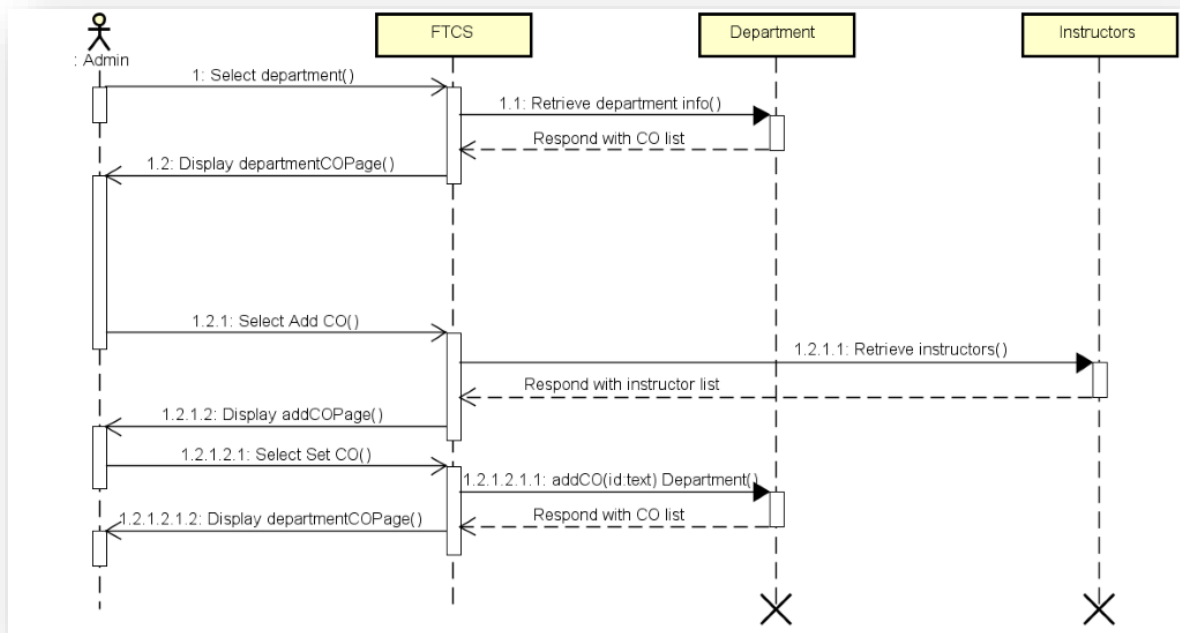 FTCS
Department
Instructors
: Admin
1: Select department()
1.1: Retrieve department info()
Respond with CO list
1.2: Display departmentCOPage()
1.2.1: Select Add CO()
1.2.1.1: Retrieve instructors()
Respond with instructor list
1.2.1.2: Display addCOPage()
1.2.1.2.1: Select Set CO()
1.2.1.2.1.1: addCO(id:text) Department()
Respond with CO list
1.2.1.2.1.2: Display departmentCOPage()